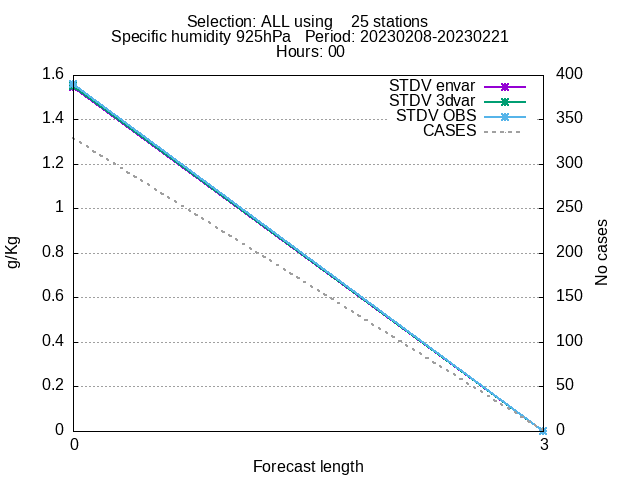 Selection: ALL using    25 stations
Specific humidity 925hPa   Period: 20230208-20230221
Hours: 00
STDV envar
STDV 3dvar
STDV OBS
CASES
1.6
1.4
1.2
1
0.8
0.6
0.4
0.2
0
g/Kg
400
350
300
250
200
150
100
50
0
No cases
0
3
Forecast length